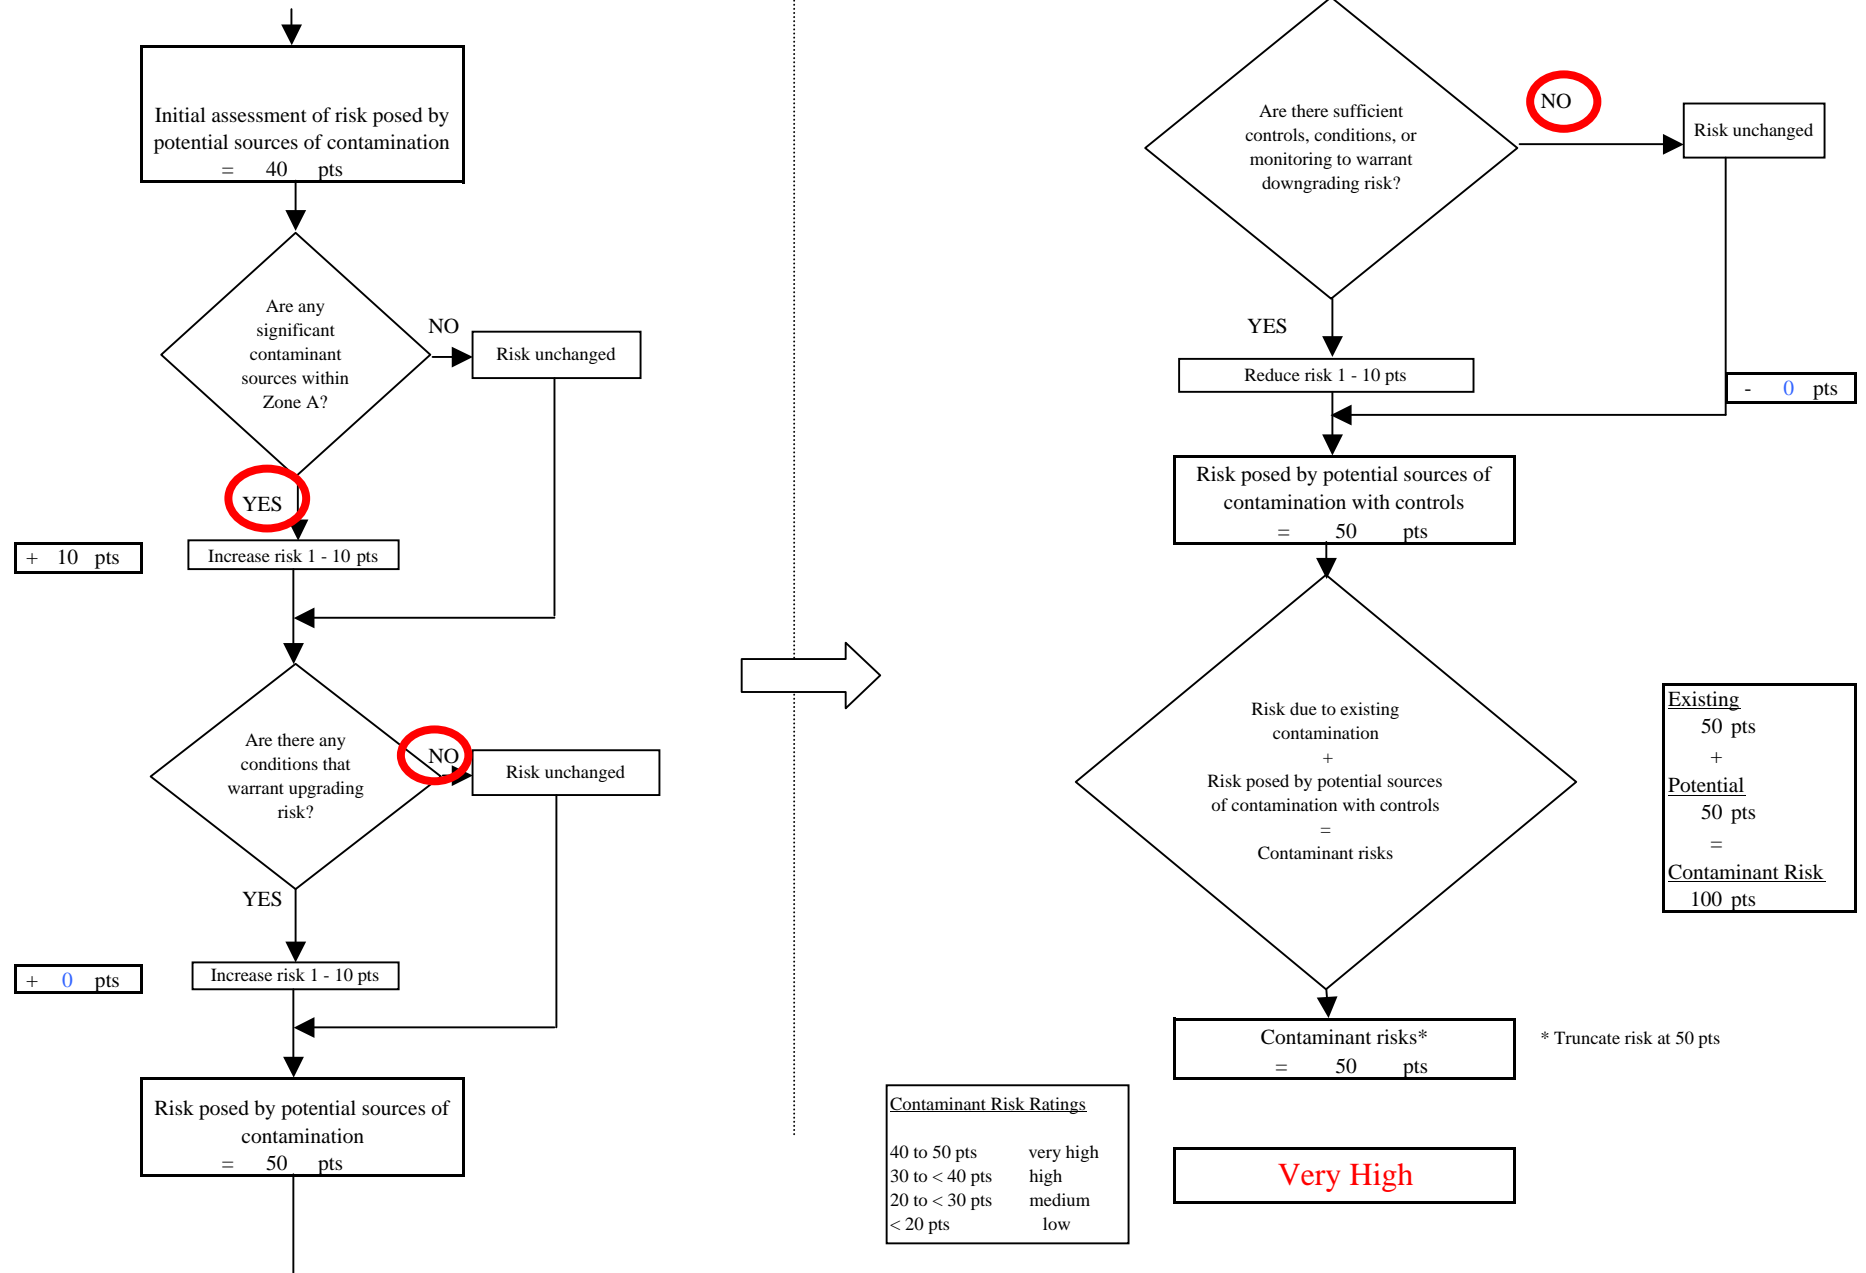 Initial assessment of risk posed by
potential sources of contamination
= 40 pts
Are any
significant
contaminant
sources within
Zone A?
NO
Risk unchanged
YES
+ 10 pts
Increase risk 1 - 10 pts
Are there any
conditions that
warrant upgrading
risk?
NO
Risk unchanged
YES
+ 0 pts
Increase risk 1 - 10 pts
Risk posed by potential sources of
contamination
= 50 pts
Are there sufficient
controls, conditions, or
monitoring to warrant
downgrading risk?
NO
Risk unchanged
YES
Reduce risk 1 - 10 pts
- 0 pts
Risk posed by potential sources of
contamination with controls
= 50 pts
Risk due to existing
contamination
+
Risk posed by potential sources
of contamination with controls
=
Contaminant risks
Existing
50 pts
+
Potential
50 pts
=
Contaminant Risk
100 pts
Contaminant risks*
= 50 pts
* Truncate risk at 50 pts
Contaminant Risk Ratings
40 to 50 pts very high
30 to < 40 pts high
20 to < 30 pts medium
< 20 pts low
Very High